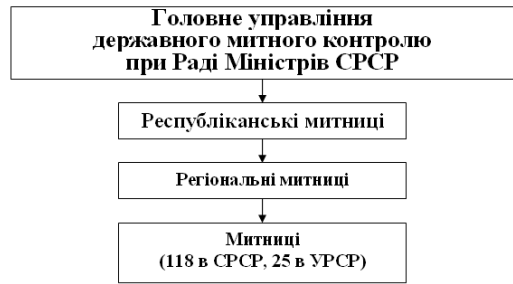 Головне управління
державного митного контролю
при Раді Міністрів СРСР
Республіканські митниці
Регіональні митниці
Митниці
(118 в СРСР, 25 в УРСР)